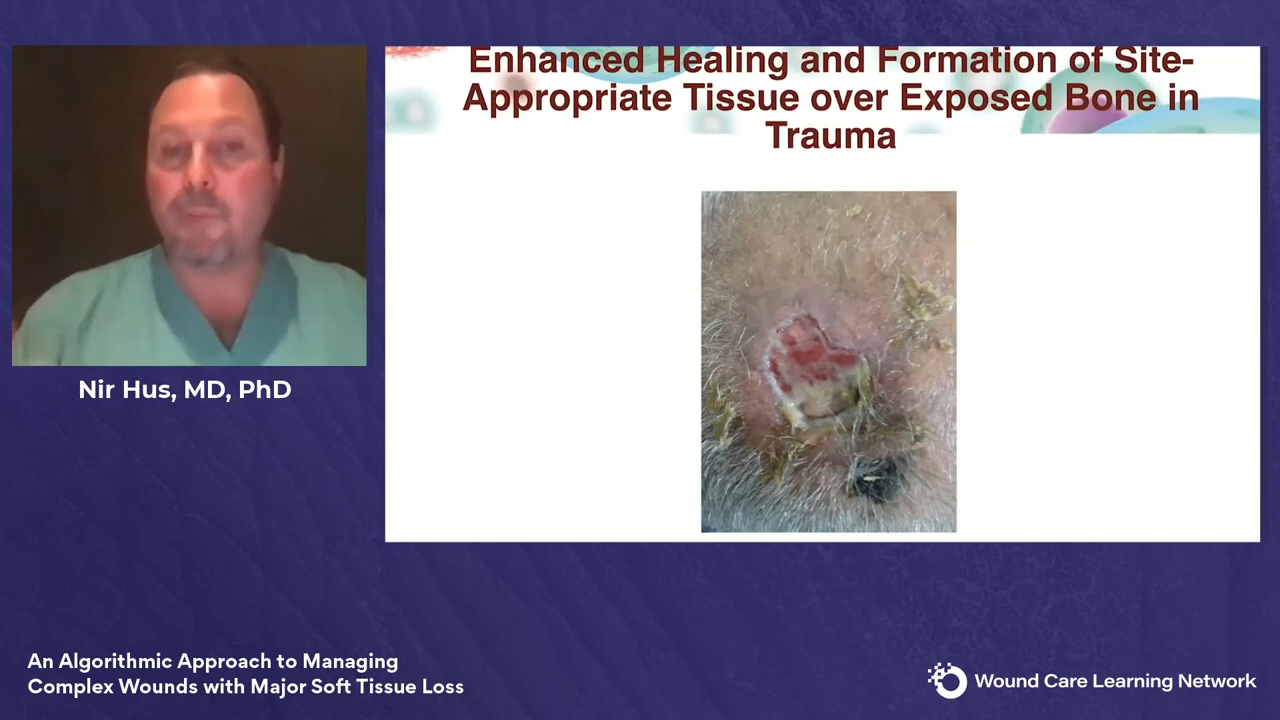 Enhanced Healing and Formation of Site-
Appropriate Tissue over Exposed Bone in
Trauma
Nir Hus, MD, PhD
An Algorithmic Approach to Managing
Complex Wounds with Major Soft Tissue Loss
Wound Care Learning Network